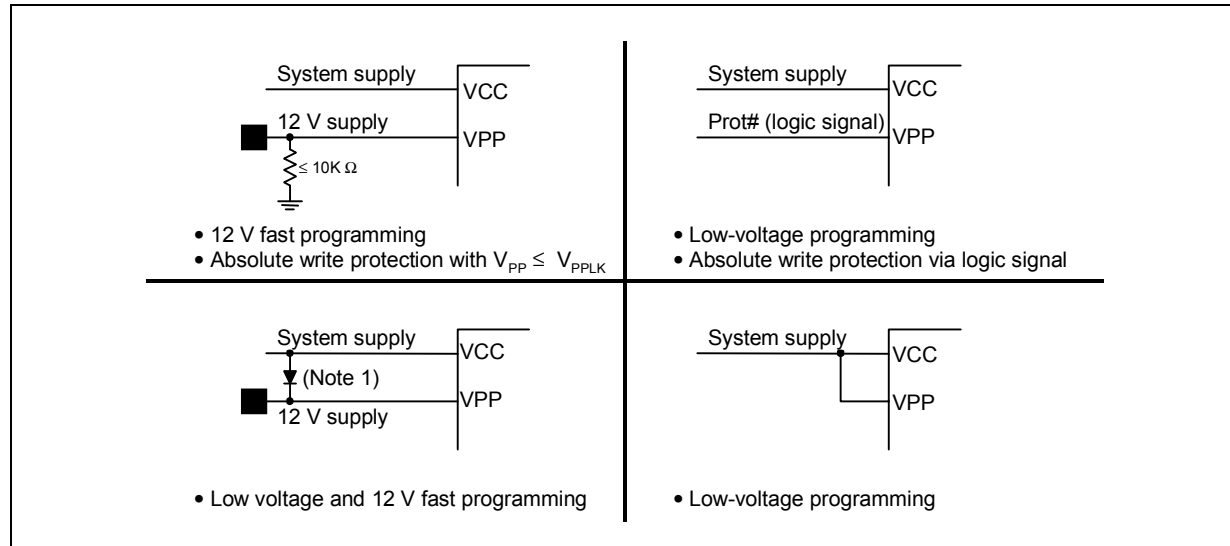 System supply
VCC
12 V supply
VPP
≤ 10K Ω
• 12 V fast programming
• Absolute write protection with VPP ≤ VPPLK
System supply
VCC
Prot# (logic signal)
VPP
• Low-voltage programming
• Absolute write protection via logic signal
System supply
VCC
(Note 1)
VPP
12 V supply
• Low voltage and 12 V fast programming
System supply
VCC
VPP
• Low-voltage programming